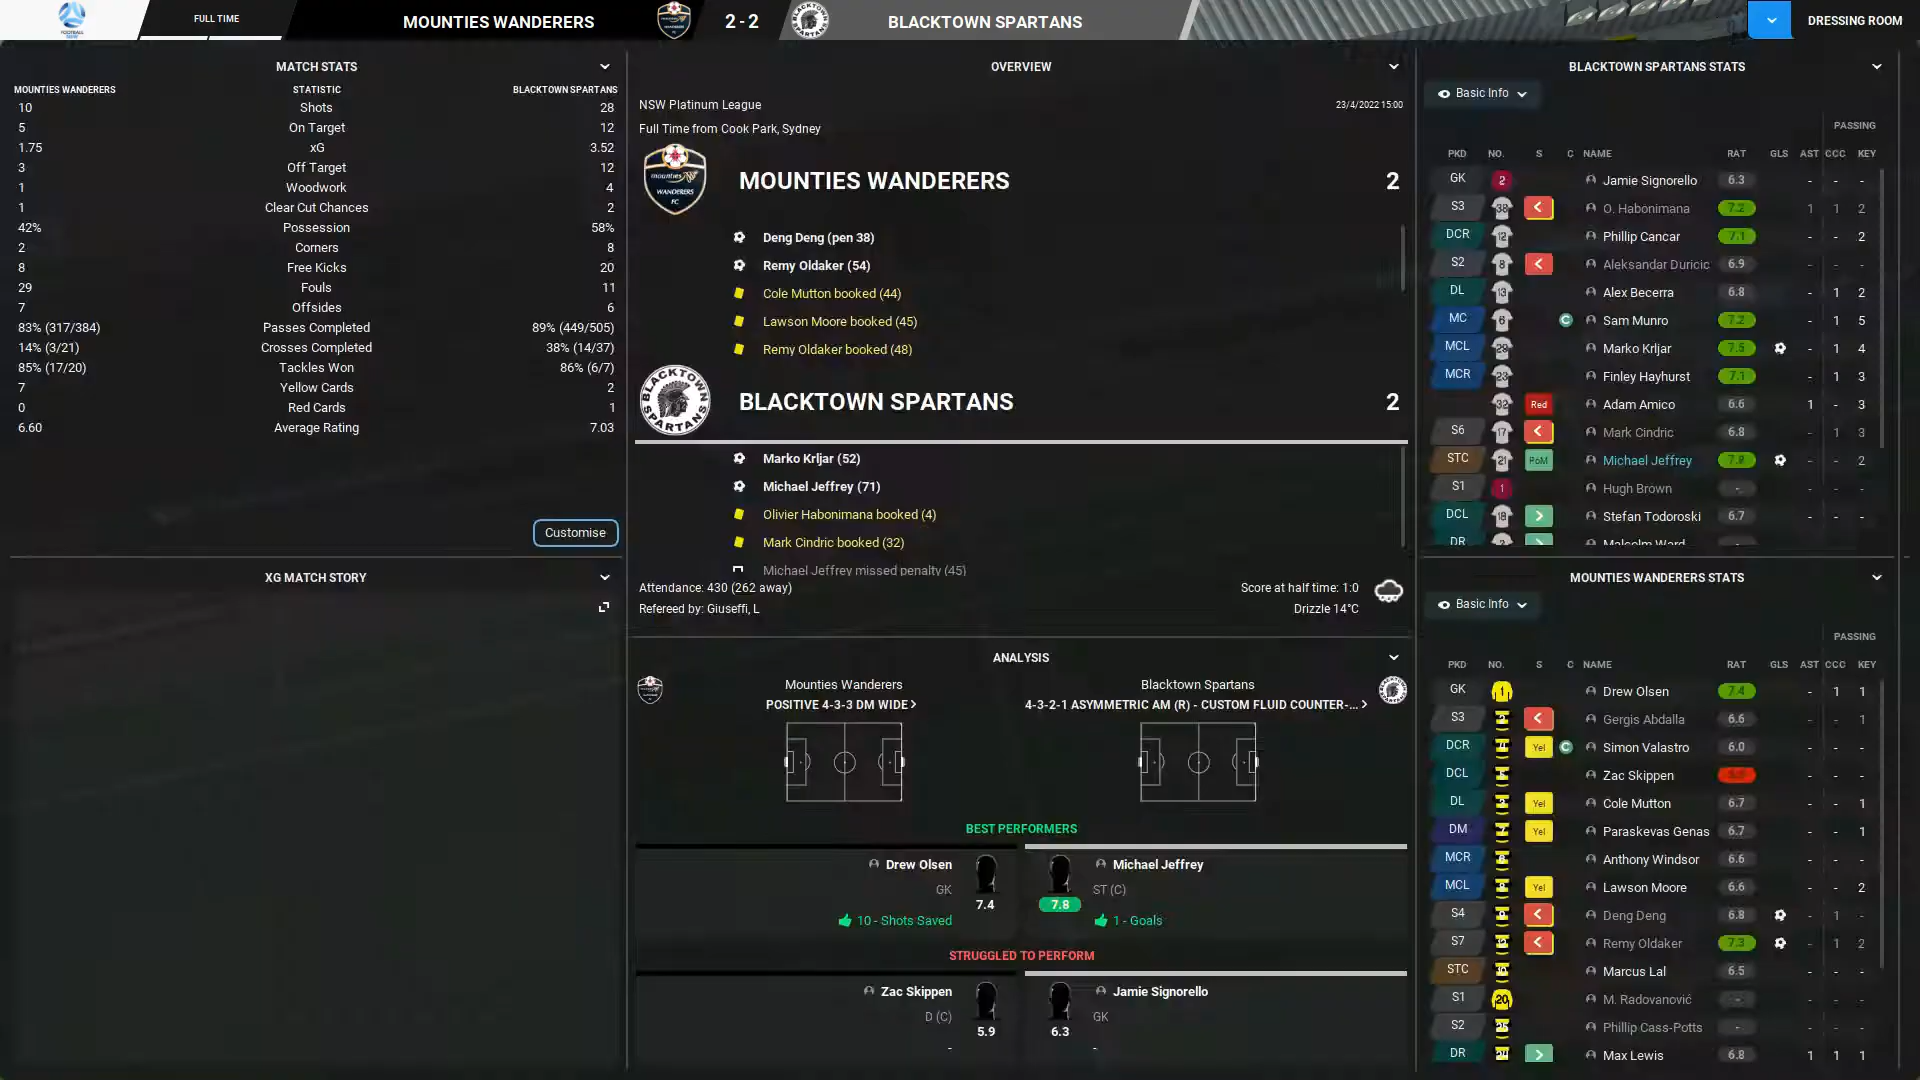 FULL TIME
MOUNTIES WANDERERS 2 - 2 BLACKTOWN SPARTANS
DRESSING ROOM
MATCH STATS
MOUNTIES WANDERERS STATISTIC BLACKTOWN SPARTANS
10 Shots 28
5 On Target 12
1.75 xG 3.52
3 Off Target 12
1 Woodwork 4
1 Clear Cut Chances 2
42% Possession 58%
2 Corners 8
8 Free Kicks 20
29 Fouls 11
7 Offsides 6
83% (317/384) Passes Completed 89% (449/505)
14% (3/21) Crosses Completed 38% (14/37)
85% (17/20) Tackles Won 86% (6/7)
7 Yellow Cards 2
0 Red Cards 1
6.60 Average Rating 7.03
Customise
XG MATCH STORY
OVERVIEW
NSW Platinum League 23/4/2022 15:00
Full Time from Cook Park, Sydney
MOUNTIES WANDERERS 2
Deng Deng (pen 38)
Remy Oldaker (54)
Cole Mutton booked (44)
Lawson Moore booked (45)
Remy Oldaker booked (48)
BLACKTOWN SPARTANS 2
Marko Krljar (52)
Michael Jeffrey (71)
Olivier Habonimana booked (4)
Mark Cindric booked (32)
Michael Jeffrey missed penalty (45)
Attendance: 430 (262 away) Score at half time: 1:0
Refereed by: Giuseffi, L Drizzle 14°C
ANALYSIS
Mounties Wanderers Blacktown Spartans
POSITIVE 4-3-3 DM WIDE 4-3-2-1 ASYMMETRIC AM (R) - CUSTOM FLUID COUNTER-...
BEST PERFORMERS
Drew Olsen Michael Jeffrey
GK ST (C)
7.4 7.8
10 - Shots Saved 1 - Goals
STRUGGLED TO PERFORM
Zac Skippen Jamie Signorello
D (C) GK
5.9 6.3
- -
BLACKTOWN SPARTANS STATS
Basic Info
PASSING
PKD NO. S C NAME RAT GLS AST CCC KEY
GK 2 Jamie Signorello 6.3 - - -
S3 38 O. Habonimana 7.2 1 1 2
DCR 12 Phillip Cancar 7.1 - - 2
S2 8 Aleksandar Duricic 6.9 - - -
DL 13 Alex Becerra 6.8 - 1 2
MC 6 C Sam Munro 7.2 - 1 5
MCL Marko Krljar 7.5 - 1 4
MCR 23 Finley Hayhurst 7.1 - 1 3
32 Red Adam Amico 6.6 1 - 3
S6 17 Mark Cindric 6.8 - 1 3
STC 21 PoM Michael Jeffrey - - 2
S1 1 Hugh Brown - - - -
DCL 18 Stefan Todoroski 6.7 - - -
DR Malcolm Ward
MOUNTIES WANDERERS STATS
Basic Info
PASSING
PKD NO. S C NAME RAT GLS AST CCC KEY
GK 1 Drew Olsen 7.4 - 1 1
S3 Gergis Abdalla 6.6 - - 1
DCR Yel C Simon Valastro 6.0 - - -
DCL Zac Skippen - - -
DL Yel Cole Mutton 6.7 - - 1
DM Yel Paraskevas Genas 6.7 - - 1
MCR Anthony Windsor 6.6 - - -
MCL Yel Lawson Moore 6.6 - - 2
S4 Deng Deng 6.8 - 1 -
S7 Remy Oldaker 7.3 - 1 2
STC Marcus Lal 6.5 - - -
S1 20 M. Radovanović - - - -
S2 Phillip Cass-Potts - - - -
DR Max Lewis 6.8 1 1 1